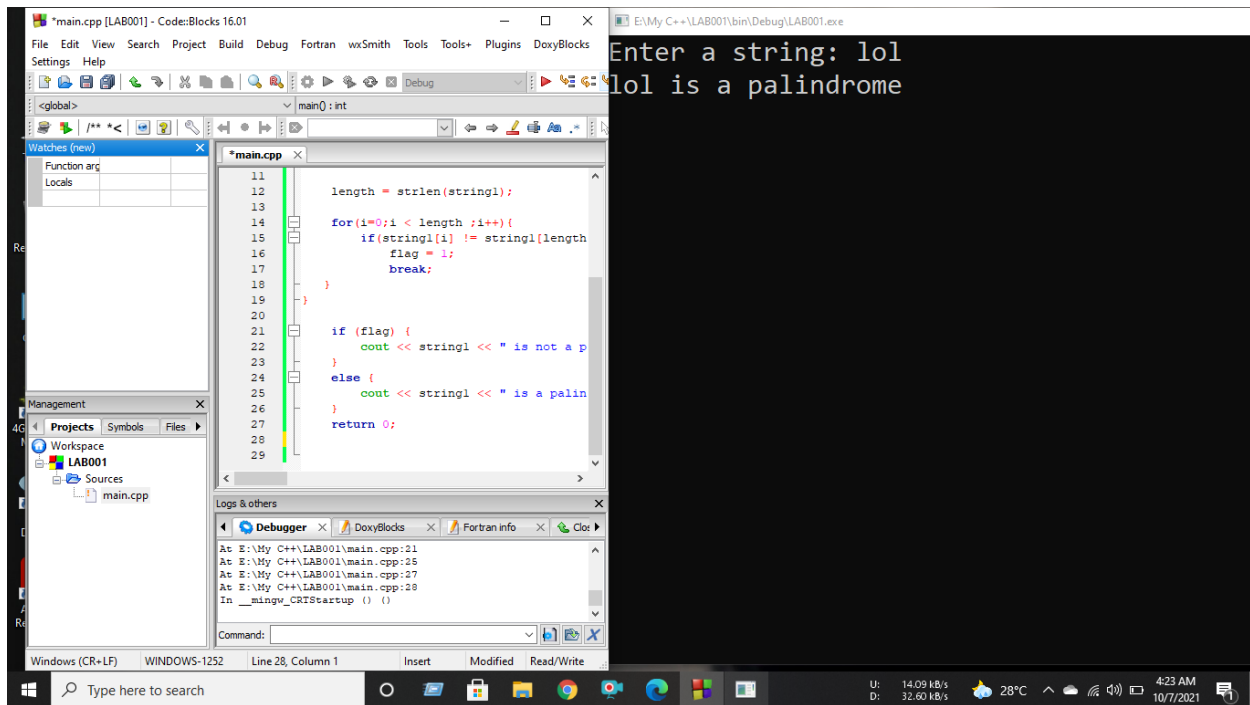 *main.cpp [LAB001] - Code::Blocks 16.01
File Edit View Search Project Build Debug Fortran wxSmith Tools Tools+ Plugins DoxyBlocks
Settings Help
Debug
<global>
main() : int
/** *<
Watches (new)
Function arg
Locals
*main.cpp
11
12 length = strlen(string1);
13
14 for(i=0;i < length ;i++){
15 if(string1[i] != string1[length
16 flag = 1;
17 break;
18 }
19 }
20
21 if (flag) {
22 cout << string1 << " is not a p
23 }
24 else {
25 cout << string1 << " is a palin
26 }
27 return 0;
28
29
Management
Projects Symbols Files
Workspace
LAB001
Sources
main.cpp
Logs & others
Debugger DoxyBlocks Fortran info Clos
At E:\My C++\LAB001\main.cpp:21
At E:\My C++\LAB001\main.cpp:25
At E:\My C++\LAB001\main.cpp:27
At E:\My C++\LAB001\main.cpp:28
In __mingw_CRTStartup () ()
Command:
Windows (CR+LF) WINDOWS-1252 Line 28, Column 1 Insert Modified Read/Write
E:\My C++\LAB001\bin\Debug\LAB001.exe
Enter a string: lol
lol is a palindrome
Type here to search
U: 14.09 kB/s
D: 32.60 kB/s
28°C
4:23 AM
10/7/2021